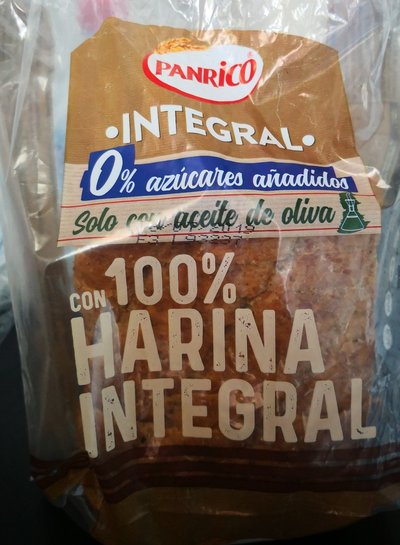 PANRICO
•INTEGRAL•
0% azúcares añadidos
Solo con aceite de oliva
CON 100%
HARINA
INTEGRAL